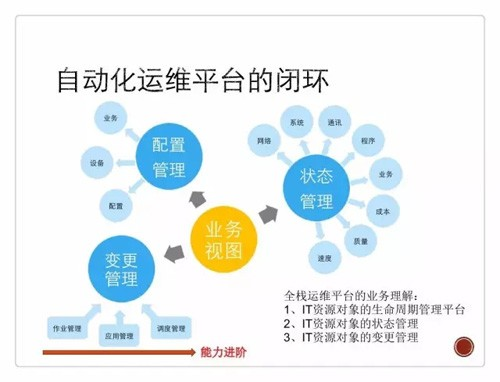 自动化运维平台的闭环
业务
设备
配置
配置
管理
网络
系统
通讯
程序
业务
成本
质量
速度
状态
管理
业务
视图
变更
管理
作业管理
应用管理
调度管理
能力进阶
全栈运维平台的业务理解：
1、IT资源对象的生命周期管理平台
2、IT资源对象的状态管理
3、IT资源对象的变更管理